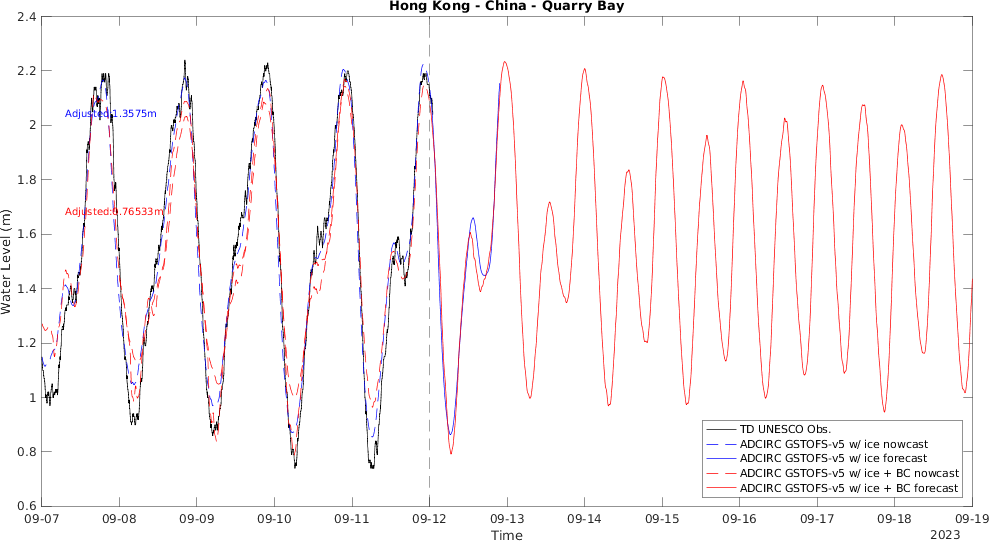 Hong Kong - China - Quarry Bay
2.4
2.2
2
1.8
1.6
1.4
1.2
1
0.8
0.6
Water Level (m)
Adjusted:1.3575m
Adjusted:0.76533m
TD UNESCO Obs.
ADCIRC GSTOFS-v5 w/ ice nowcast
ADCIRC GSTOFS-v5 w/ ice forecast
ADCIRC GSTOFS-v5 w/ ice + BC nowcast
ADCIRC GSTOFS-v5 w/ ice + BC forecast
09-07 09-08 09-09 09-10 09-11 09-12 09-13 09-14 09-15 09-16 09-17 09-18 09-19
Time
2023